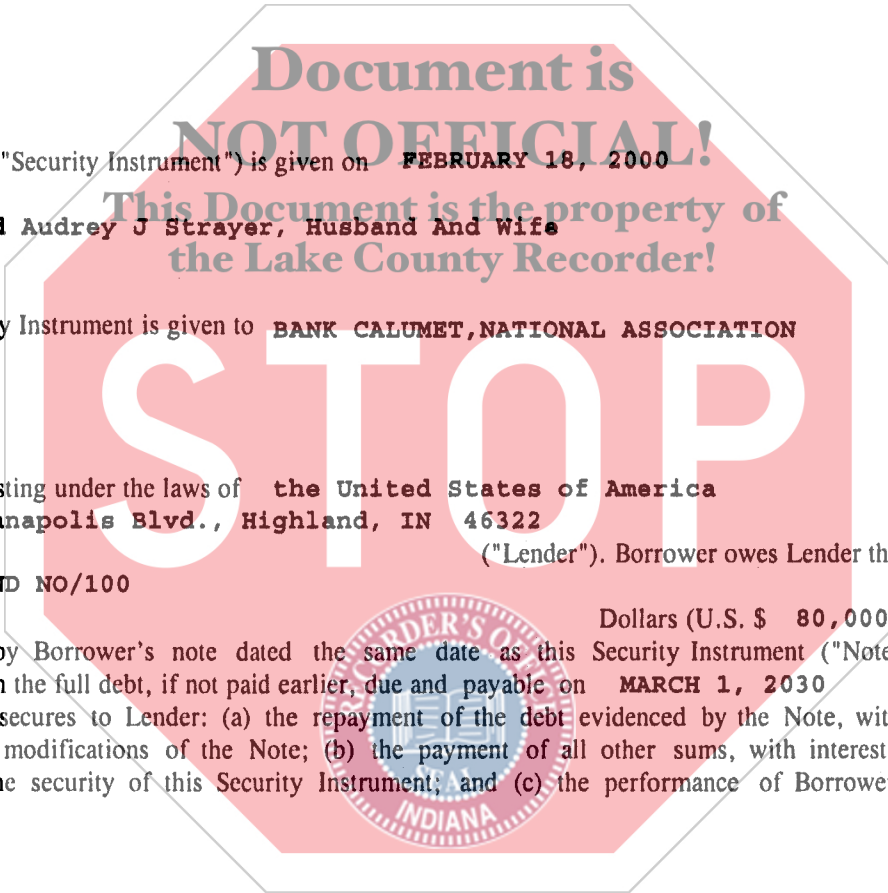 Document is
NOT OFFICIAL!
"Security Instrument") is given on FEBRUARY 18, 2000
This Document is the property of
Audrey J Strayer, Husband And Wife
the Lake County Recorder!
y Instrument is given to BANK CALUMET,NATIONAL ASSOCIATION
STOP
sting under the laws of the United States of America
napolis Blvd., Highland, IN 46322
("Lender"). Borrower owes Lender th
D NO/100
Dollars (U.S. $ 80,000
by Borrower's note dated the same date as this Security Instrument ("Note
the full debt, if not paid earlier, due and payable on MARCH 1, 2030
secures to Lender: (a) the repayment of the debt evidenced by the Note, wit
modifications of the Note; (b) the payment of all other sums, with interest
e security of this Security Instrument; and (c) the performance of Borrowe
RECORDER'S OFFICE
INDIANA